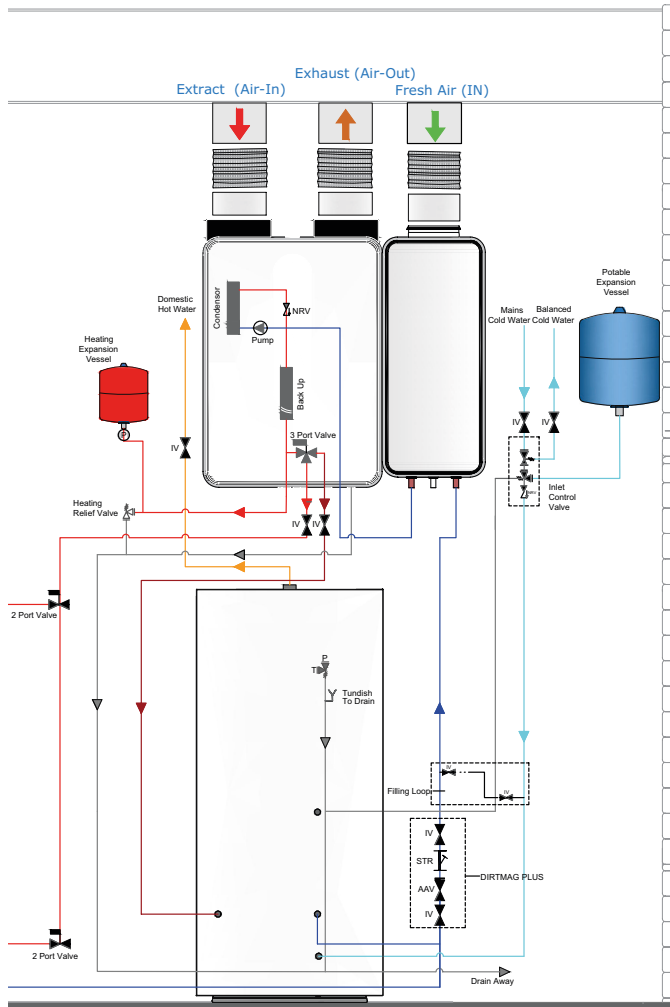 Exhaust (Air-Out)
Extract (Air-In)
Fresh Air (IN)
Potable
Expansion
Vessel
Domestic
Hot Water
Condensor
NRV
Pump
Mains
Cold Water
Balanced
Cold Water
Heating
Expansion
Vessel
P
Back Up
IV
IV
IV
3 Port Valve
NRV
Inlet
Control
Valve
Heating
Relief Valve
IV
IV
2 Port Valve
P
T
Tundish
To Drain
IV
Filling Loop
IV
IV
STR
DIRTMAG PLUS
AAV
IV
2 Port Valve
Drain Away